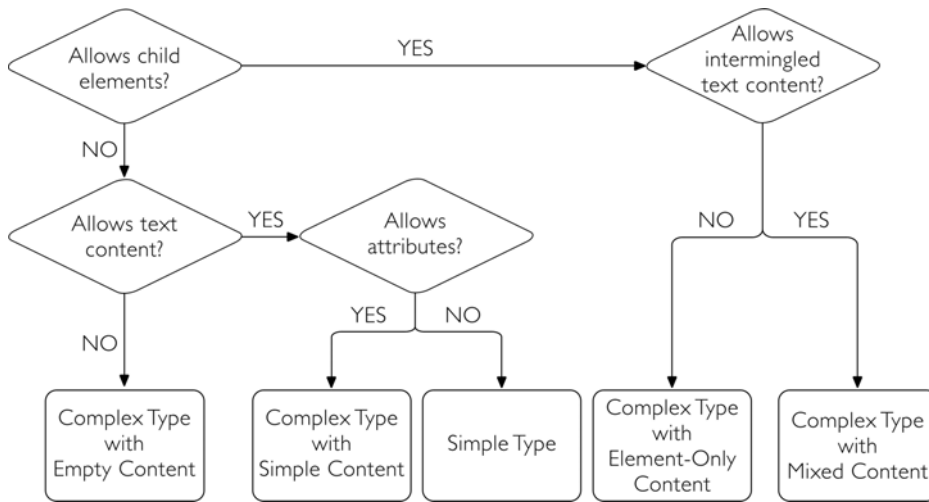 Allows child
elements?
YES
Allows
intermingled
text content?
NO
Allows text
content?
YES
Allows
attributes?
NO
YES
NO
YES
NO
Complex Type
with
Empty Content
Complex Type
with
Simple Content
Simple Type
Complex Type
with
Element-Only
Content
Complex Type
with
Mixed Content